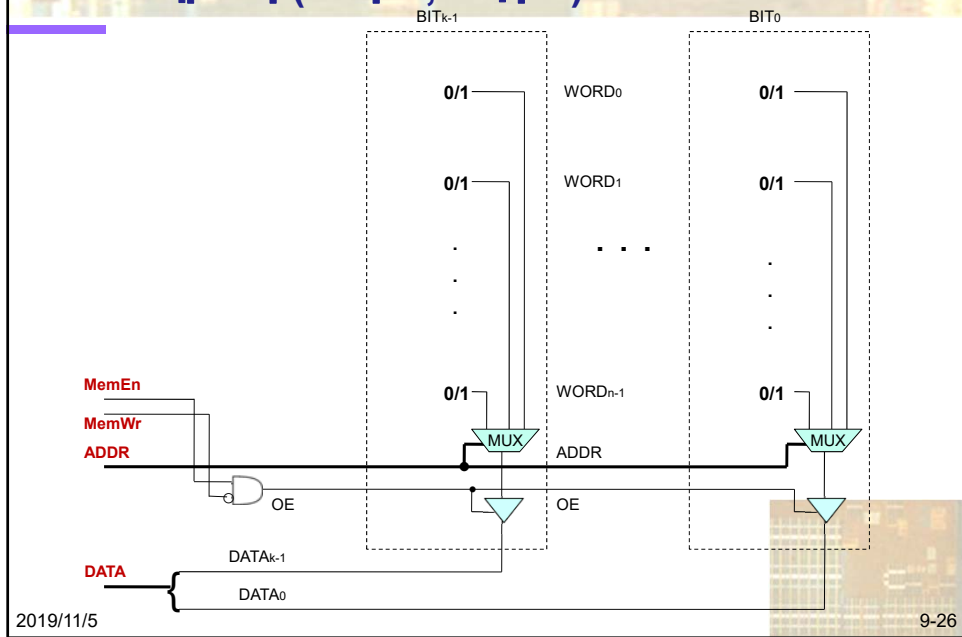 BITk-1 BIT0
0/1 WORD0 0/1
0/1 WORD1 0/1
. . .
0/1 WORDn-1 0/1
MemEn
MemWr
MUX MUX
ADDR ADDR
OE OE
DATAk-1
DATA
DATA0
2019/11/5 9-26